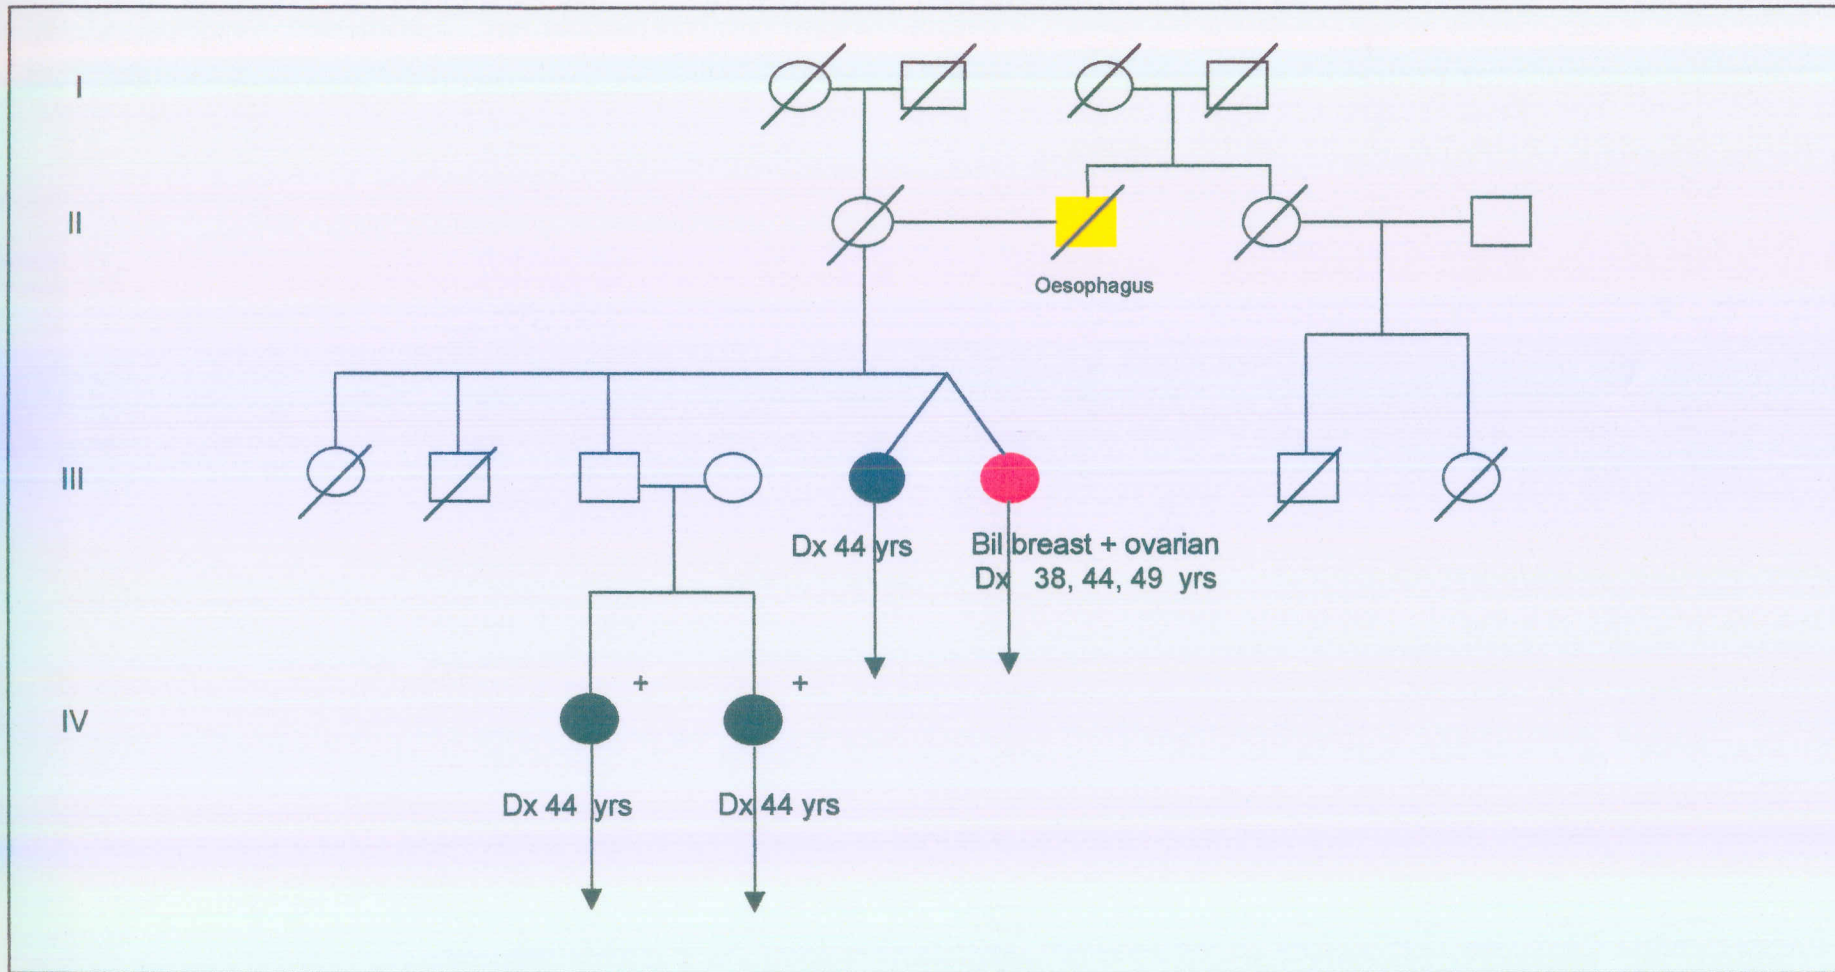 I
II
Oesophagus
III
Dx 44 yrs
Bil breast + ovarian
Dx 38, 44, 49 yrs
+ +
IV
Dx 44 yrs
Dx 44 yrs